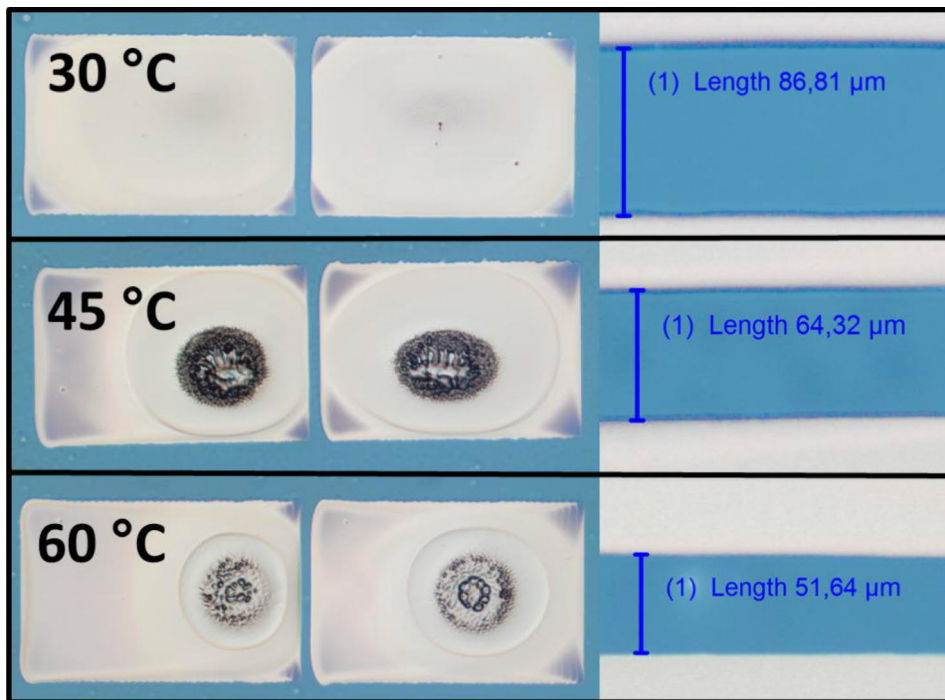 30 °C
(1) Length 86,81 µm
45 °C
(1) Length 64,32 µm
60 °C
(1) Length 51,64 µm